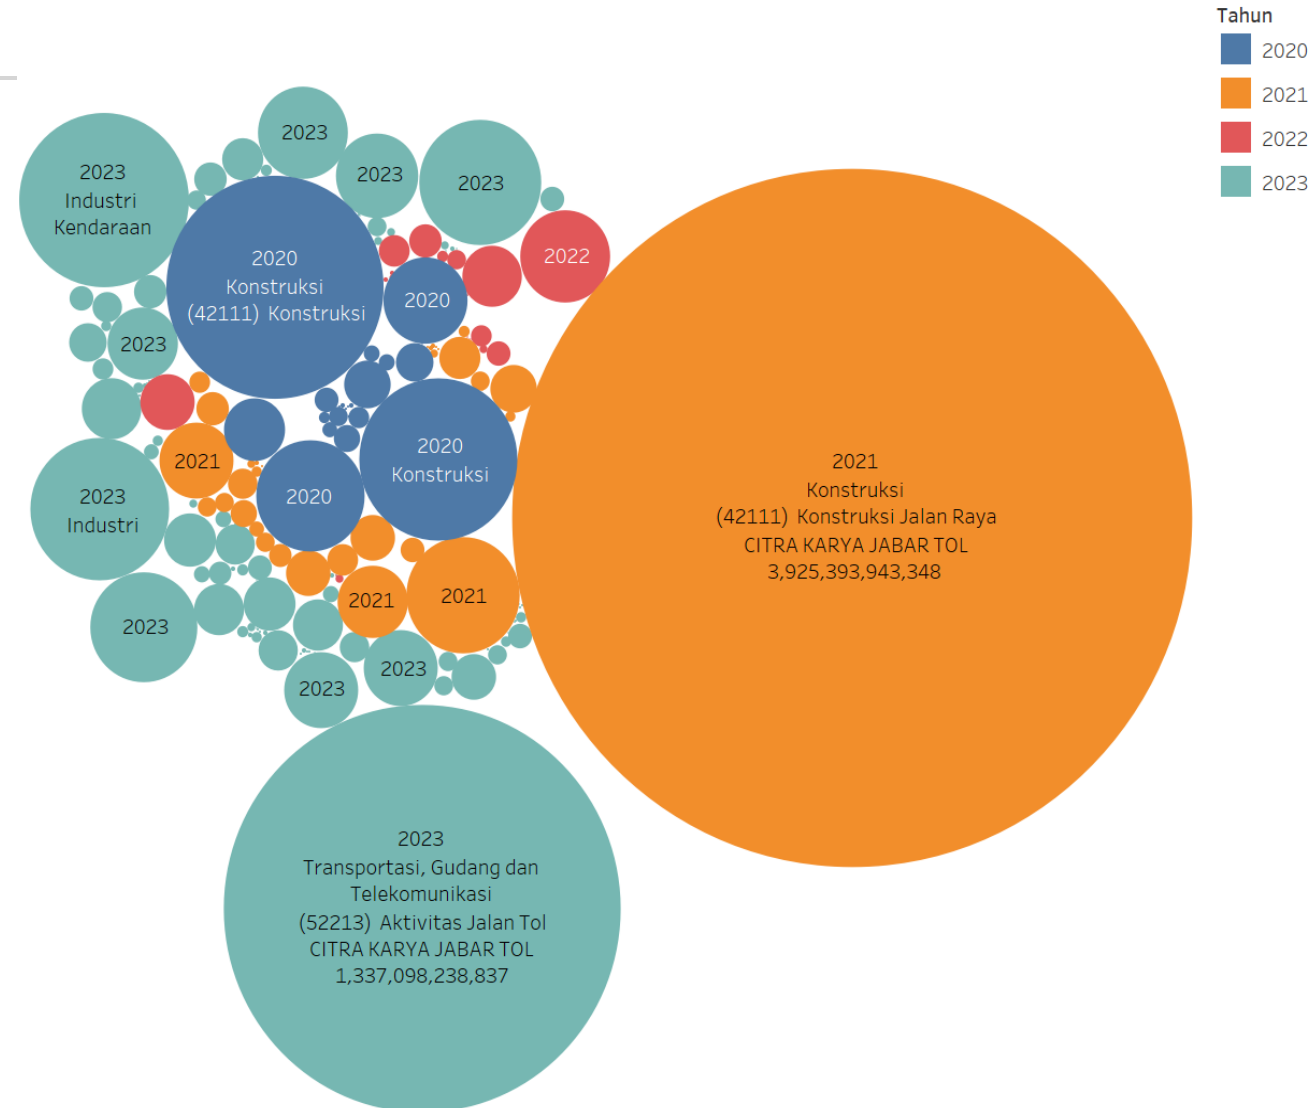 Tahun
2020
2021
2022
2023
2023
2023
2023
2023
Industri
Kendaraan
2022
2020
Konstruksi
(42111) Konstruksi
2020
2023
2020
Konstruksi
2021
2020
2023
Industri
2021
Konstruksi
(42111) Konstruksi Jalan Raya
CITRA KARYA JABAR TOL
3,925,393,943,348
2021
2021
2023
2023
2023
2023
Transportasi, Gudang dan
Telekomunikasi
(52213) Aktivitas Jalan Tol
CITRA KARYA JABAR TOL
1,337,098,238,837